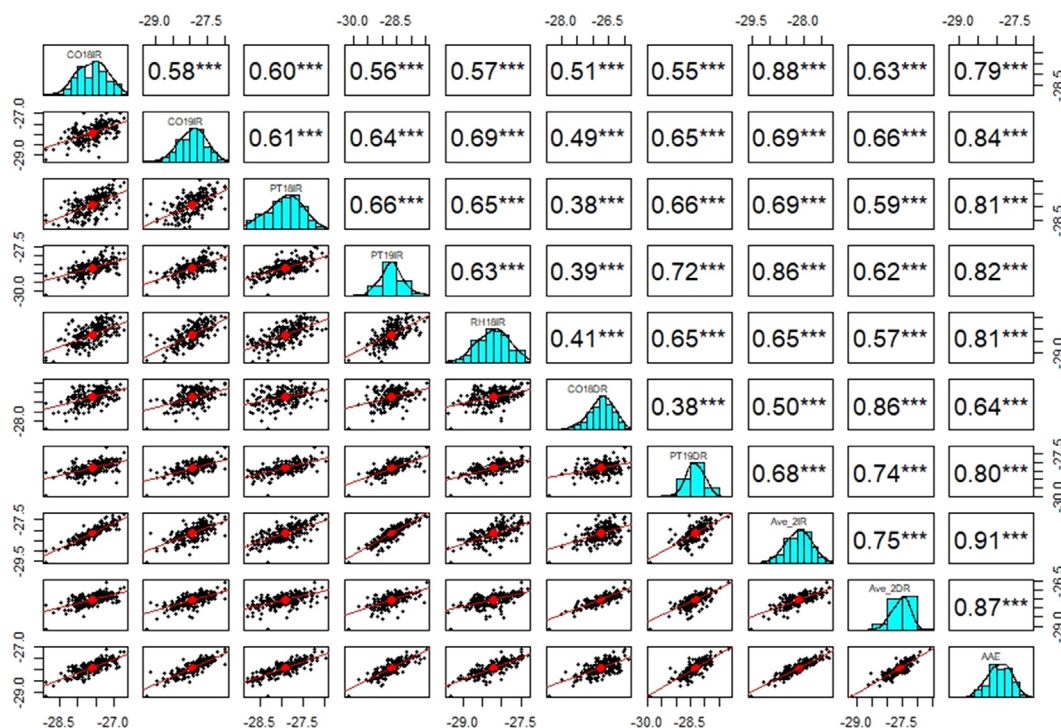 -29.0 -27.5 -30.0 -28.5 -28.0 -26.5 -29.5 -28.0 -29.0 -27.5
CO18IR 0.58*** 0.60*** 0.56*** 0.57*** 0.51*** 0.55*** 0.88*** 0.63*** 0.79*** -28.5
-29.0 -27.0 CO19IR 0.61*** 0.64*** 0.69*** 0.49*** 0.65*** 0.69*** 0.66*** 0.84***
PT18IR 0.66*** 0.65*** 0.38*** 0.66*** 0.69*** 0.59*** 0.81*** -28.5
-30.0 -27.5 PT19IR 0.63*** 0.39*** 0.72*** 0.86*** 0.62*** 0.82***
RH18IR 0.41*** 0.65*** 0.65*** 0.57*** 0.81*** -29.0
-28.0 CO18DR 0.38*** 0.50*** 0.86*** 0.64***
PT19DR 0.68*** 0.74*** 0.80*** -30.0 -27.5
-29.5 -27.5 Ave_2IR 0.75*** 0.91***
Ave_2DR 0.87*** -29.0 -26.5
-29.0 -27 AAE
-28.5 -27.0 -28.5 -27.0 -29.0 -27.5 -30.0 -28.5 -29.0 -27.5